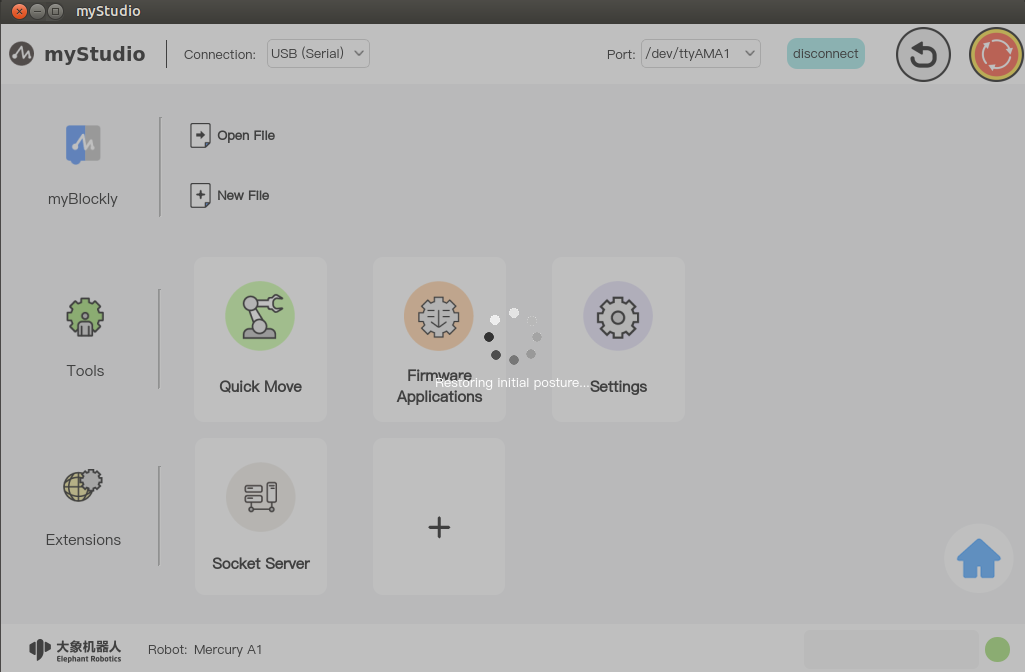 myStudio
myStudio
Connection:
USB (Serial)
Port:
/dev/ttyAMA1
disconnect
myBlockly
Open File
New File
Tools
Quick Move
Firmware
Applications
Settings
Restoring initial posture...
Extensions
Socket Server
大象机器人
Elephant Robotics
Robot: Mercury A1